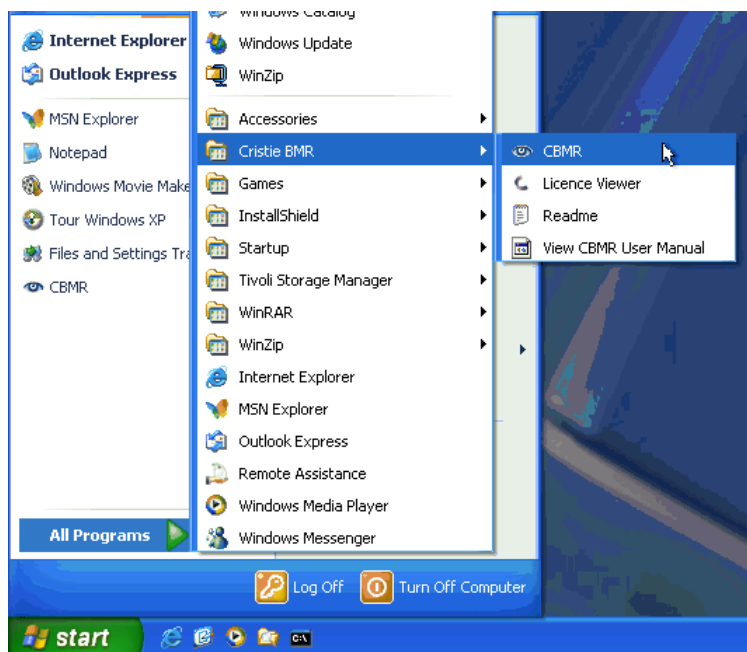 Internet Explorer
Outlook Express
MSN Explorer
Notepad
Windows Movie Make
Tour Windows XP
Files and Settings Tra
CBMR
All Programs
Windows Catalog
Windows Update
WinZip
Accessories
Cristie BMR
Games
InstallShield
Startup
Tivoli Storage Manager
WinRAR
WinZip
Internet Explorer
MSN Explorer
Outlook Express
Remote Assistance
Windows Media Player
Windows Messenger
CBMR
Licence Viewer
Readme
View CBMR User Manual
Log Off
Turn Off Computer
start